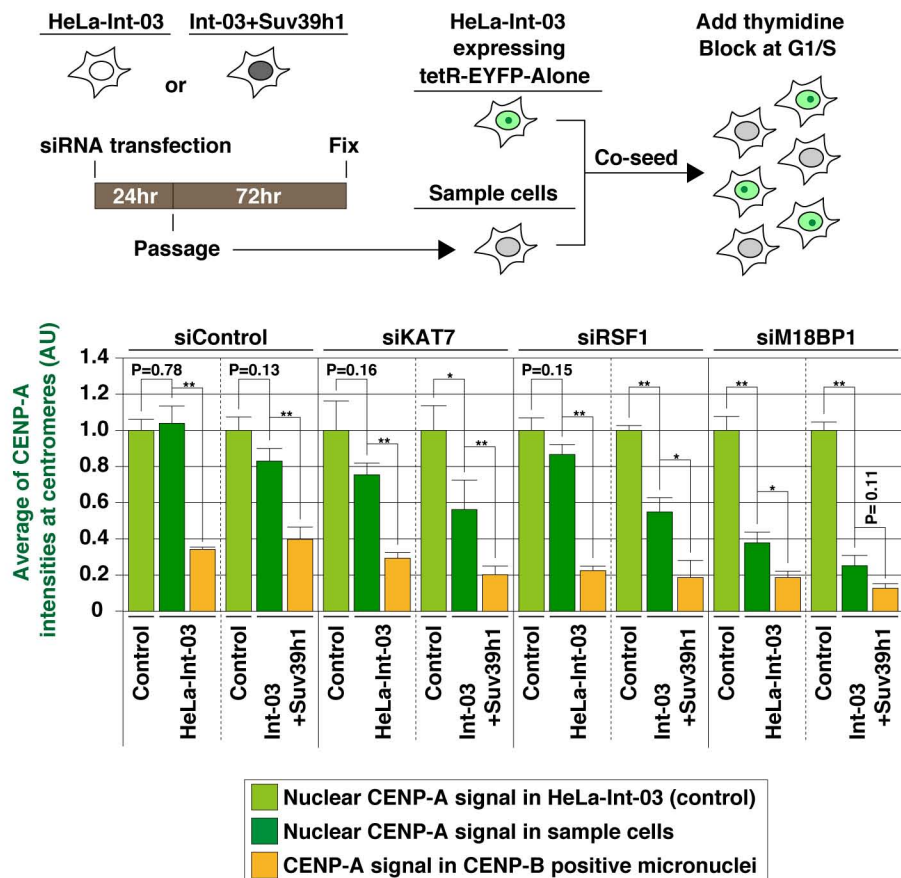 HeLa-Int-03
Int-03+Suv39h1
or
siRNA transfection
Fix
24hr
72hr
Passage
HeLa-Int-03
expressing
tetR-EYFP-Alone
Sample cells
Co-seed
Add thymidine
Block at G1/S
siControl
siKAT7
siRSF1
siM18BP1
Average of CENP-A
intensities at centromeres (AU)
1.4
1.2
1.0
0.8
0.6
0.4
0.2
0
P=0.78
**
P=0.13
**
P=0.16
**
*
**
P=0.15
**
**
*
**
*
**
P=0.11
Control
HeLa-Int-03
Control
Int-03
+Suv39h1
Control
HeLa-Int-03
Control
Int-03
+Suv39h1
Control
HeLa-Int-03
Control
Int-03
+Suv39h1
Control
HeLa-Int-03
Control
Int-03
+Suv39h1
Nuclear CENP-A signal in HeLa-Int-03 (control)
Nuclear CENP-A signal in sample cells
CENP-A signal in CENP-B positive micronuclei